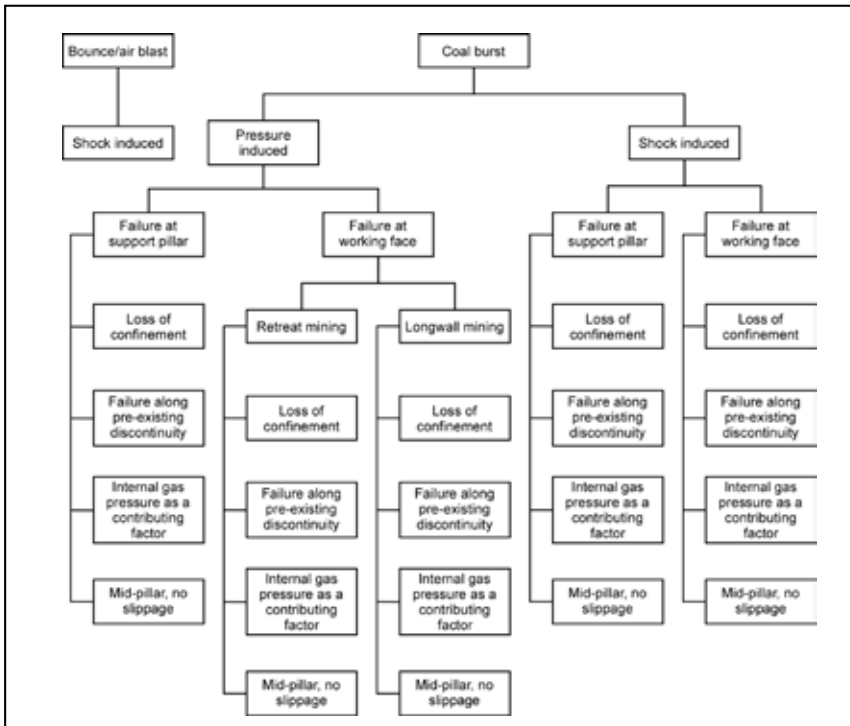 Bounce/air blast
Coal burst
Shock induced
Pressure
induced
Shock induced
Failure at
support pillar
Failure at
working face
Failure at
support pillar
Failure at
working face
Loss of
confinement
Retreat mining
Longwall mining
Loss of
confinement
Loss of
confinement
Failure along
pre-existing
discontinuity
Loss of
confinement
Loss of
confinement
Failure along
pre-existing
discontinuity
Failure along
pre-existing
discontinuity
Internal gas
pressure as a
contributing
factor
Failure along
pre-existing
discontinuity
Failure along
pre-existing
discontinuity
Internal gas
pressure as a
contributing
factor
Internal gas
pressure as a
contributing
factor
Mid-pillar, no
slippage
Internal gas
pressure as a
contributing
factor
Internal gas
pressure as a
contributing
factor
Mid-pillar, no
slippage
Mid-pillar, no
slippage
Mid-pillar, no
slippage
Mid-pillar, no
slippage